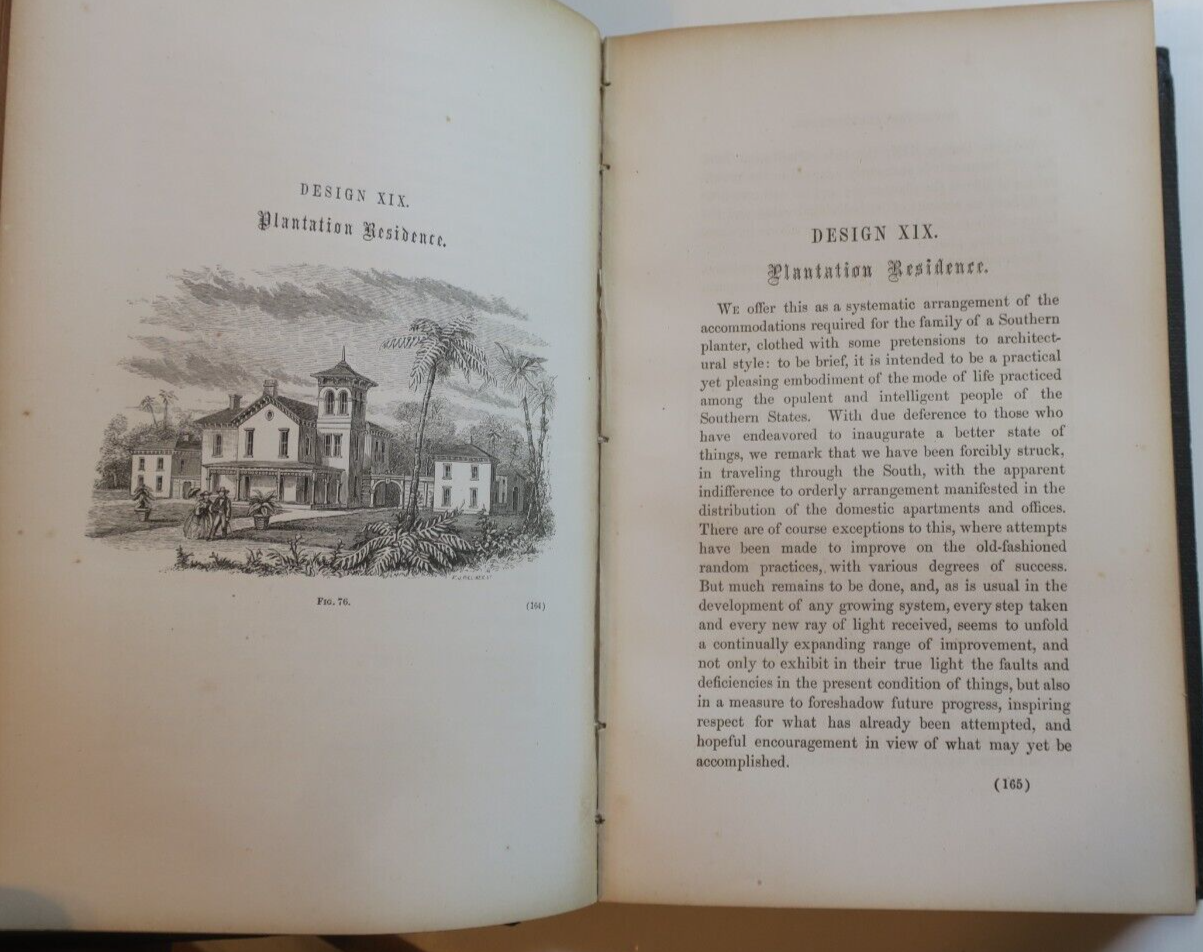 DESIGN XIX.
Plantation Residence.
FIG. 76.
(164)
DESIGN XIX.
Plantation Residence.
WE offer this as a systematic arrangement of the
accommodations required for the family of a Southern
planter, clothed with some pretensions to architect-
ural style: to be brief, it is intended to be a practical
yet pleasing embodiment of the mode of life practiced
among the opulent and intelligent people of the
Southern States. With due deference to those who
have endeavored to inaugurate a better state of
things, we remark that we have been forcibly struck,
in traveling through the South, with the apparent
indifference to orderly arrangement manifested in the
distribution of the domestic apartments and offices.
There are of course exceptions to this, where attempts
have been made to improve on the old-fashioned
random practices, with various degrees of success.
But much remains to be done, and, as is usual in the
development of any growing system, every step taken
and every new ray of light received, seems to unfold
a continually expanding range of improvement, and
not only to exhibit in their true light the faults and
deficiencies in the present condition of things, but also
in a measure to foreshadow future progress, inspiring
respect for what has already been attempted, and
hopeful encouragement in view of what may yet be
accomplished.
(165)